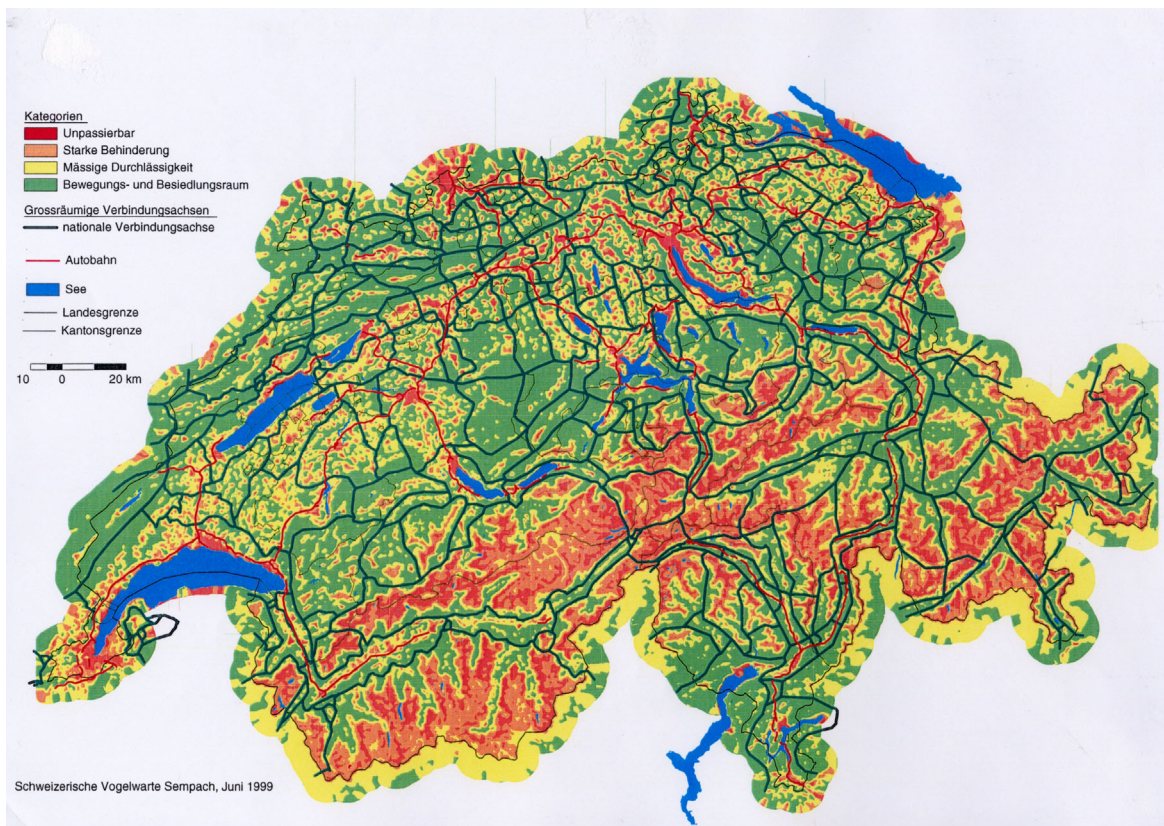 Kategorien
Unpassierbar
Starke Behinderung
Mässige Durchlässigkeit
Bewegungs- und Besiedlungsraum
Grossräumige Verbindungsachsen
nationale Verbindungsachse
Autobahn
See
Landesgrenze
Kantonsgrenze
10 0 20 km
Schweizerische Vogelwarte Sempach, Juni 1999